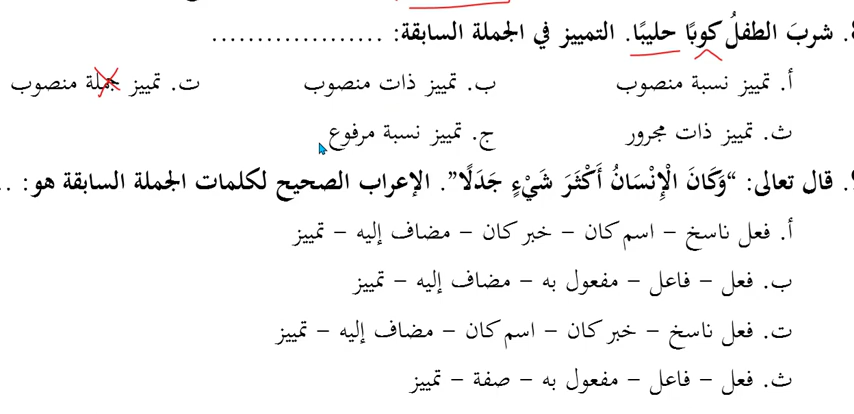 8. شربَ الطفلُ كوبًا حليبًا. التمييز في الجملة السابقة: ...................
أ. تمييز نسبة منصوب ب. تمييز ذات منصوب ت. تمييز جملة منصوب
ث. تمييز ذات مجرور ج. تمييز نسبة مرفوع
9. قال تعالى: “وَكَانَ الْإِنْسَانُ أَكْثَرَ شَيْءٍ جَدَلًا”. الإعراب الصحيح لكلمات الجملة السابقة هو: ..
أ. فعل ناسخ – اسم كان – خبر كان – مضاف إليه – تمييز
ب. فعل – فاعل – مفعول به – مضاف إليه – تمييز
ت. فعل ناسخ – خبر كان – اسم كان – مضاف إليه – تمييز
ث. فعل – فاعل – مفعول به – صفة – تمييز